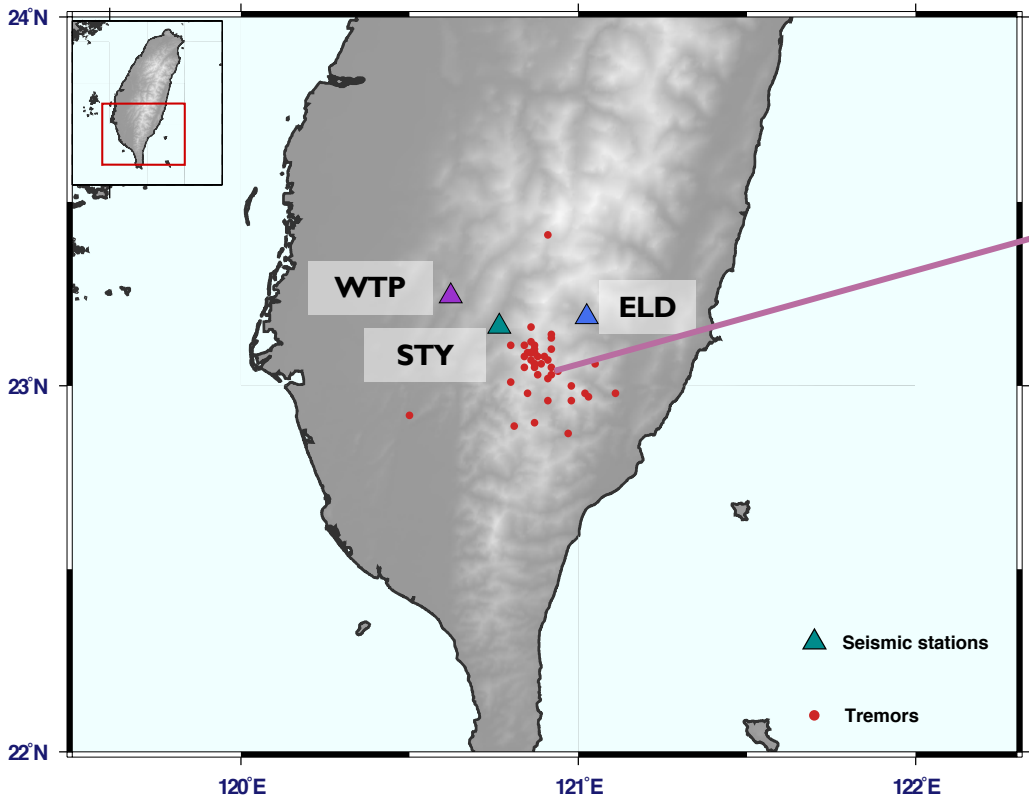 24°N
WTP
ELD
STY
23°N
Seismic stations
Tremors
22°N
120°E
121°E
122°E